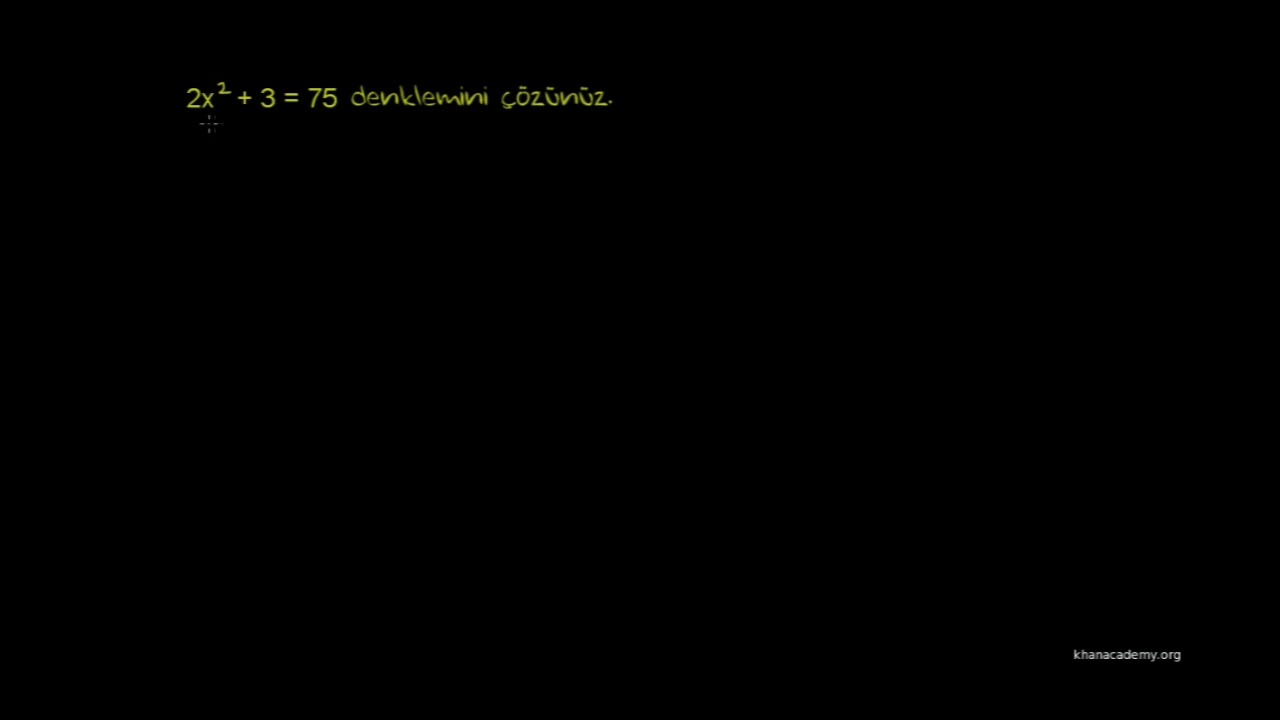 2x² + 3 = 75 denklemini çözünüz.
khanacademy.org